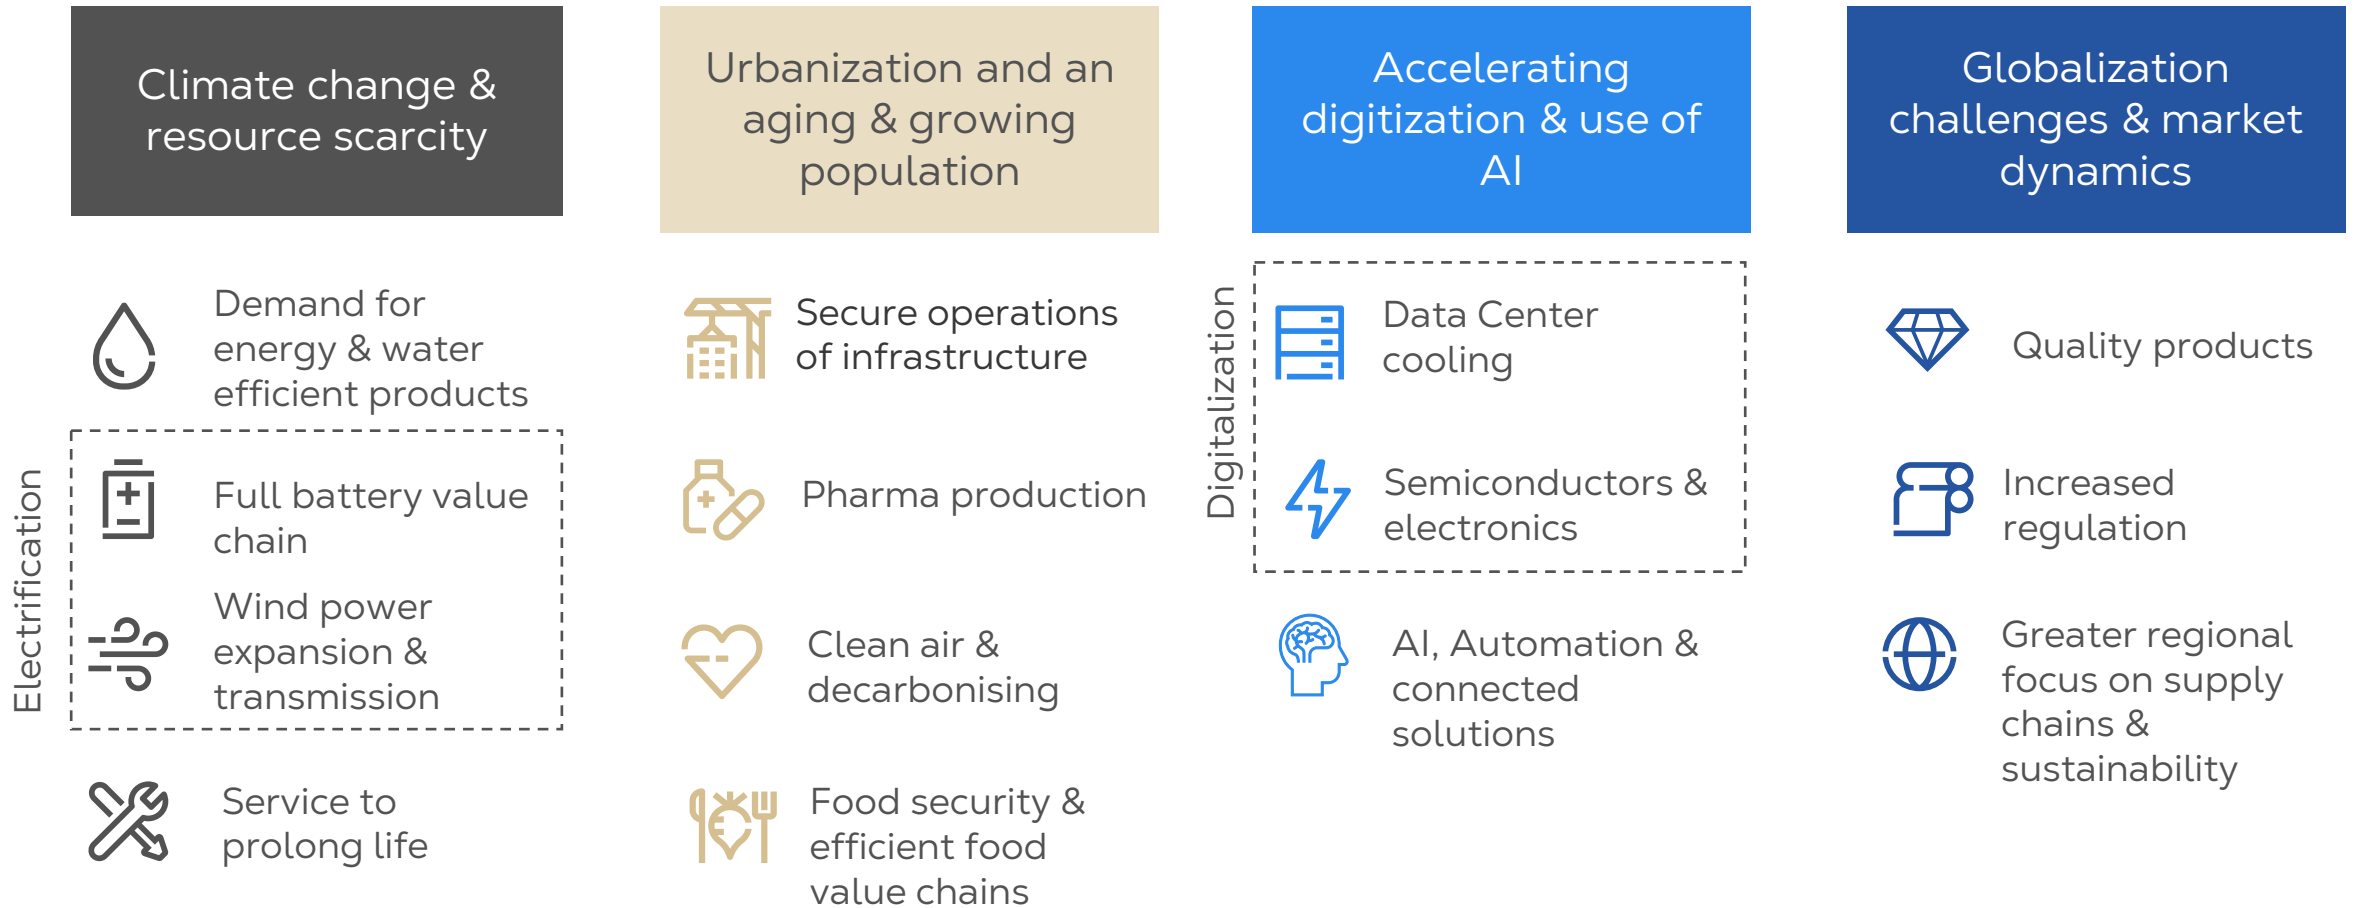 Climate change &
resource scarcity
Demand for
energy & water
efficient products
Electrification
Full battery value
chain
Wind power
expansion &
transmission
Service to
prolong life
Urbanization and an
aging & growing
population
Secure operations
of infrastructure
Pharma production
Clean air &
decarbonising
Food security &
efficient food
value chains
Accelerating
digitization & use of
AI
Digitalization
Data Center
cooling
Semiconductors &
electronics
AI, Automation &
connected
solutions
Globalization
challenges & market
dynamics
Quality products
Increased
regulation
Greater regional
focus on supply
chains &
sustainability